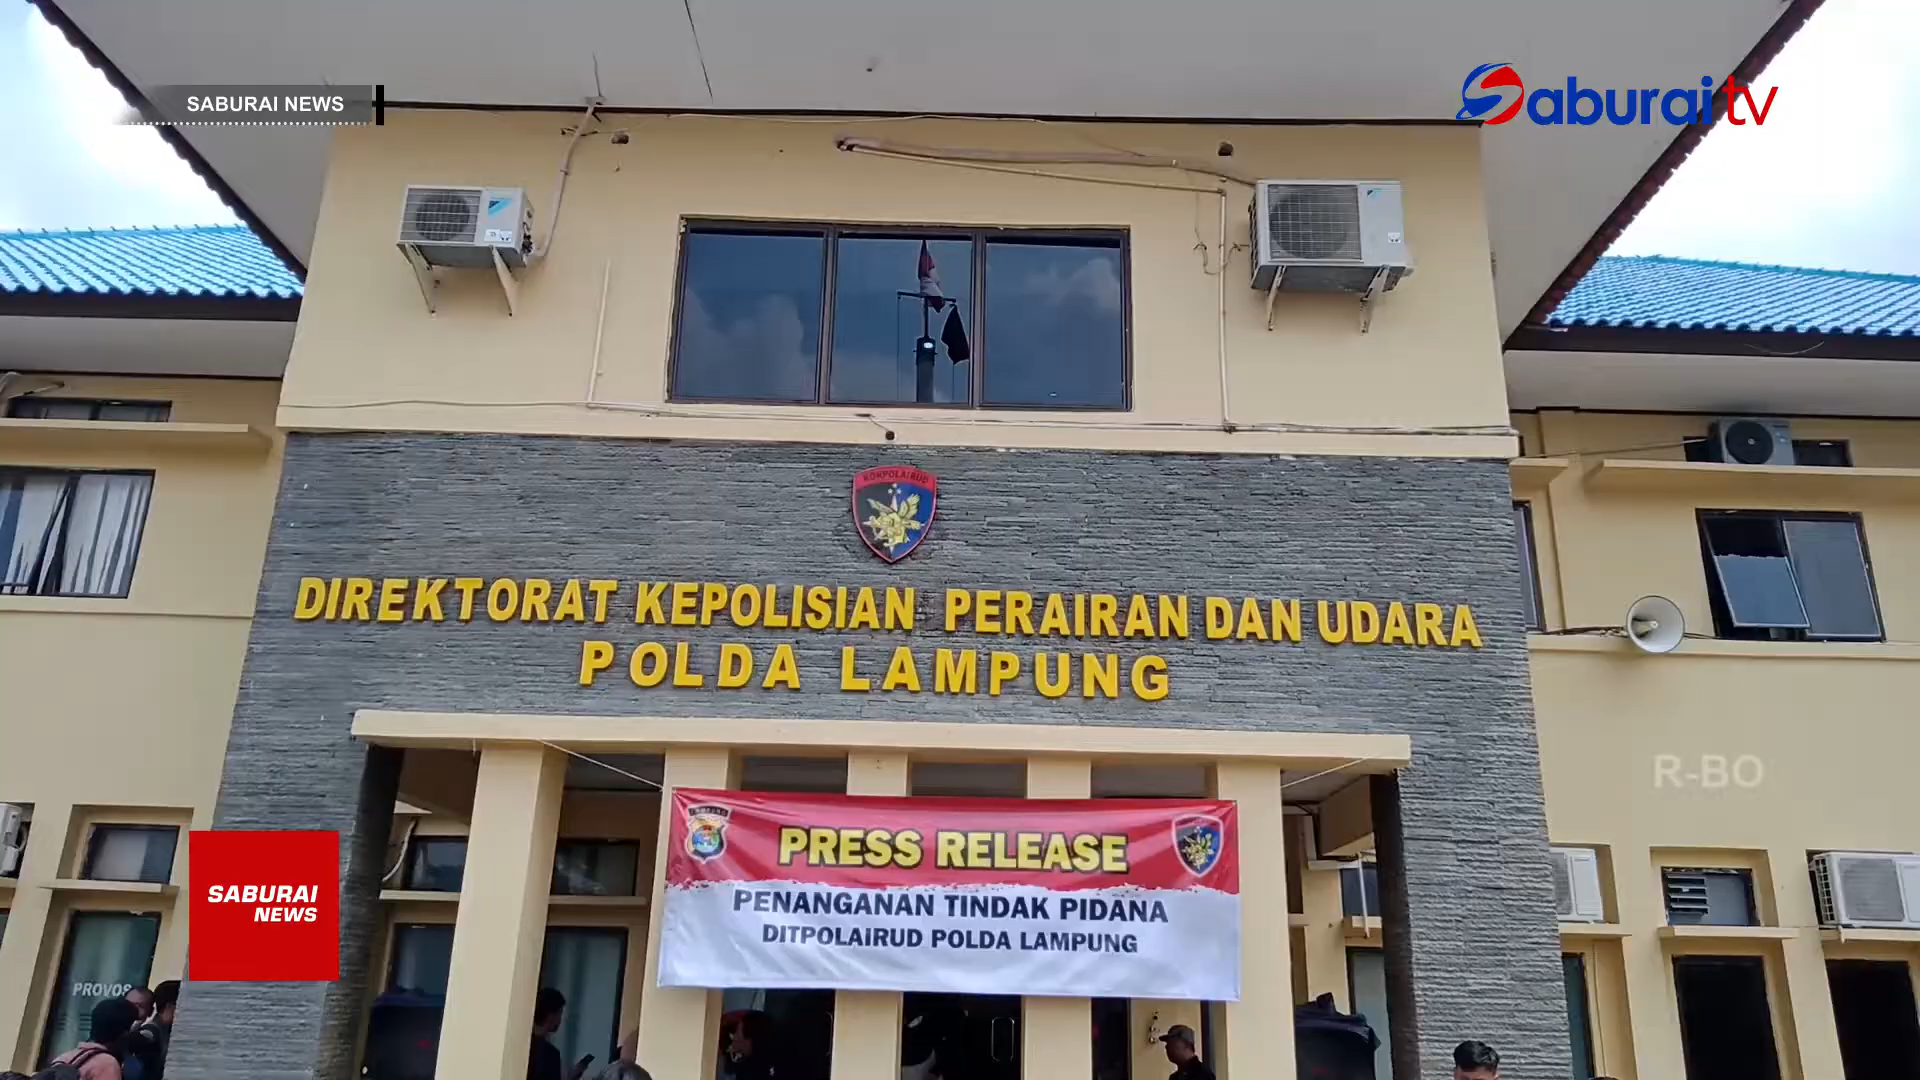 SABURAI NEWS
Saburai tv
KORPOLAIRUD
DIREKTORAT KEPOLISIAN PERAIRAN DAN UDARA
POLDA LAMPUNG
R-BO
LAMPUNG
PRESS RELEASE
PENANGANAN TINDAK PIDANA
DITPOLAIRUD POLDA LAMPUNG
SABURAI
NEWS
PROVOS